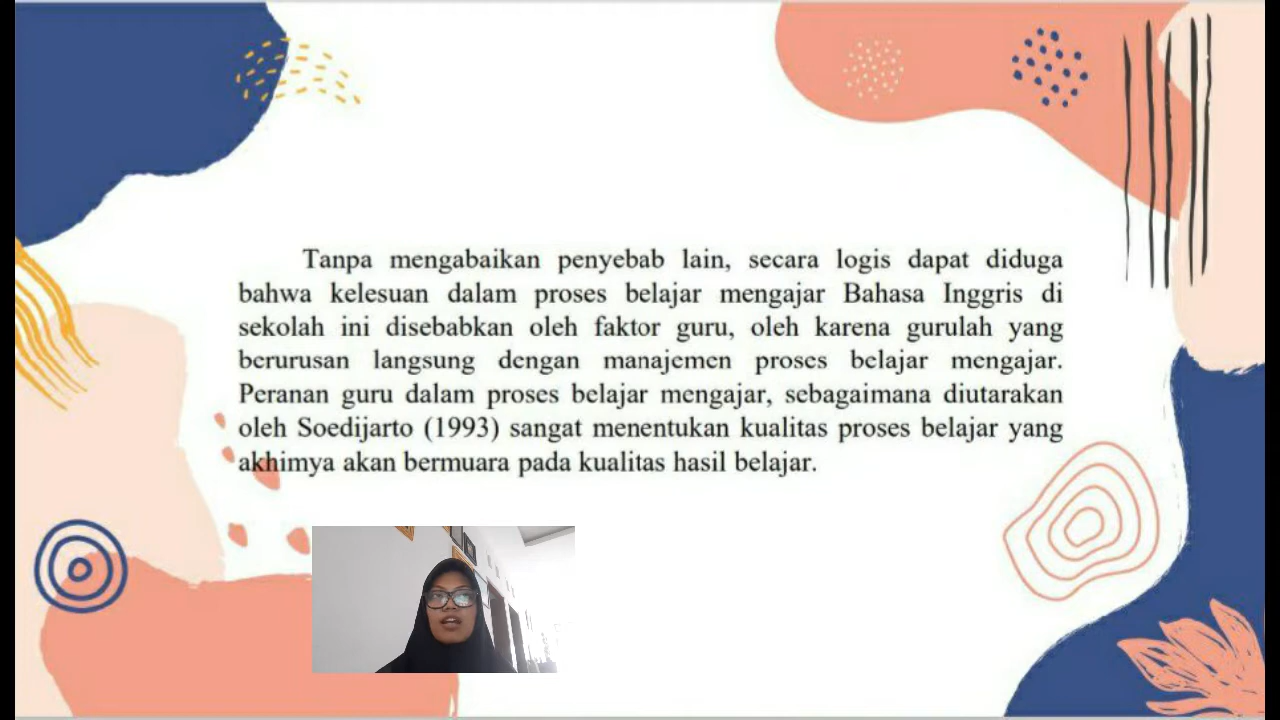 Tanpa mengabaikan penyebab lain, secara logis dapat diduga
bahwa kelesuan dalam proses belajar mengajar Bahasa Inggris di
sekolah ini disebabkan oleh faktor guru, oleh karena gurulah yang
berurusan langsung dengan manajemen proses belajar mengajar.
Peranan guru dalam proses belajar mengajar, sebagaimana diutarakan
oleh Soedijarto (1993) sangat menentukan kualitas proses belajar yang
akhirnya akan bermuara pada kualitas hasil belajar.